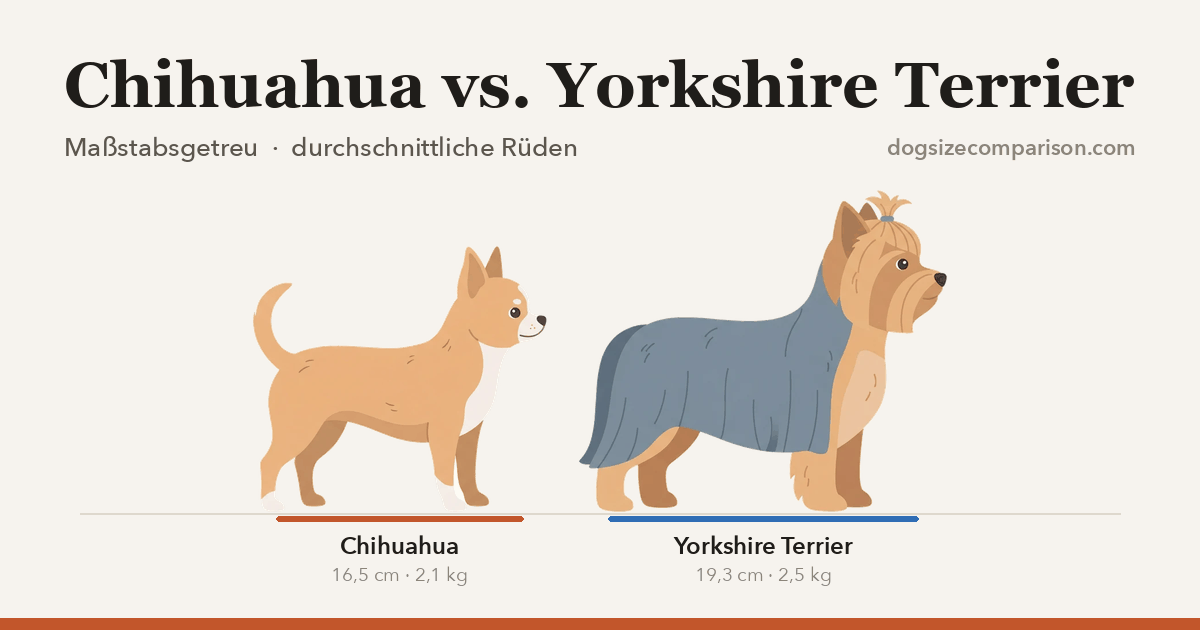 Chihuahua vs. Yorkshire Terrier
Maßstabsgetreu · durchschnittliche Rüden
dogsizecomparison.com
Chihuahua
16,5 cm · 2,1 kg
Yorkshire Terrier
19,3 cm · 2,5 kg